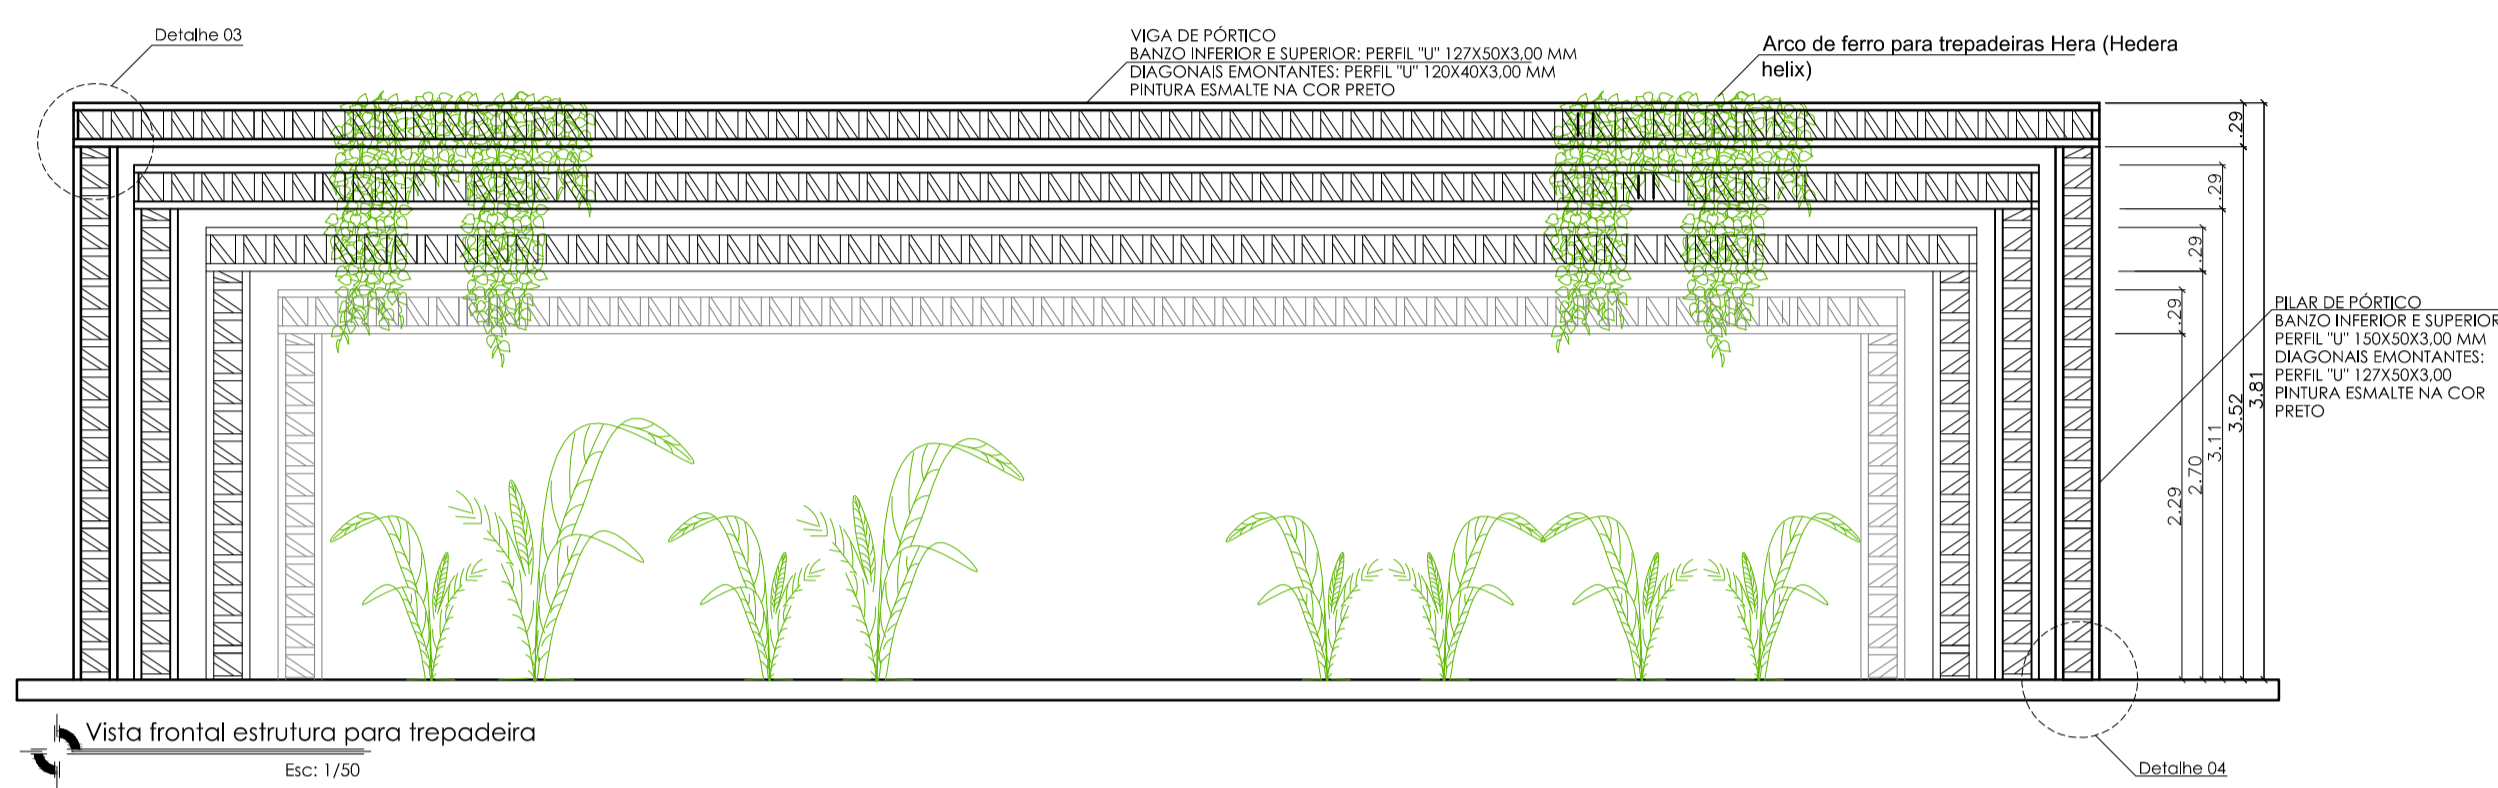 Detalhe 03
VIGA DE PÓRTICO
BANZO INFERIOR E SUPERIOR: PERFIL "U" 127X50X3,00 MM
DIAGONAIS EMONTANTES: PERFIL "U" 120X40X3,00 MM
PINTURA ESMALTE NA COR PRETO
Arco de ferro para trepadeiras Hera (Hedera
helix)
.29
.29
.29
.29
2.29
2.70
3.11
3.52
3.81
PILAR DE PÓRTICO
BANZO INFERIOR E SUPERIOR
PERFIL "U" 150X50X3,00 MM
DIAGONAIS EMONTANTES:
PERFIL "U" 127X50X3,00
PINTURA ESMALTE NA COR
PRETO
Vista frontal estrutura para trepadeira
Esc: 1/50
Detalhe 04